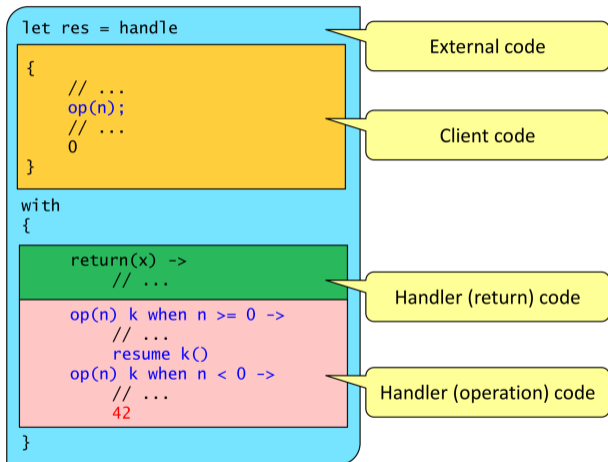 let res = handle
External code
{
// ...
op(n);
// ...
0
}
Client code
with
{
return(x) ->
// ...
Handler (return) code
op(n) k when n >= 0 ->
// ...
resume k()
op(n) k when n < 0 ->
// ...
42
Handler (operation) code
}